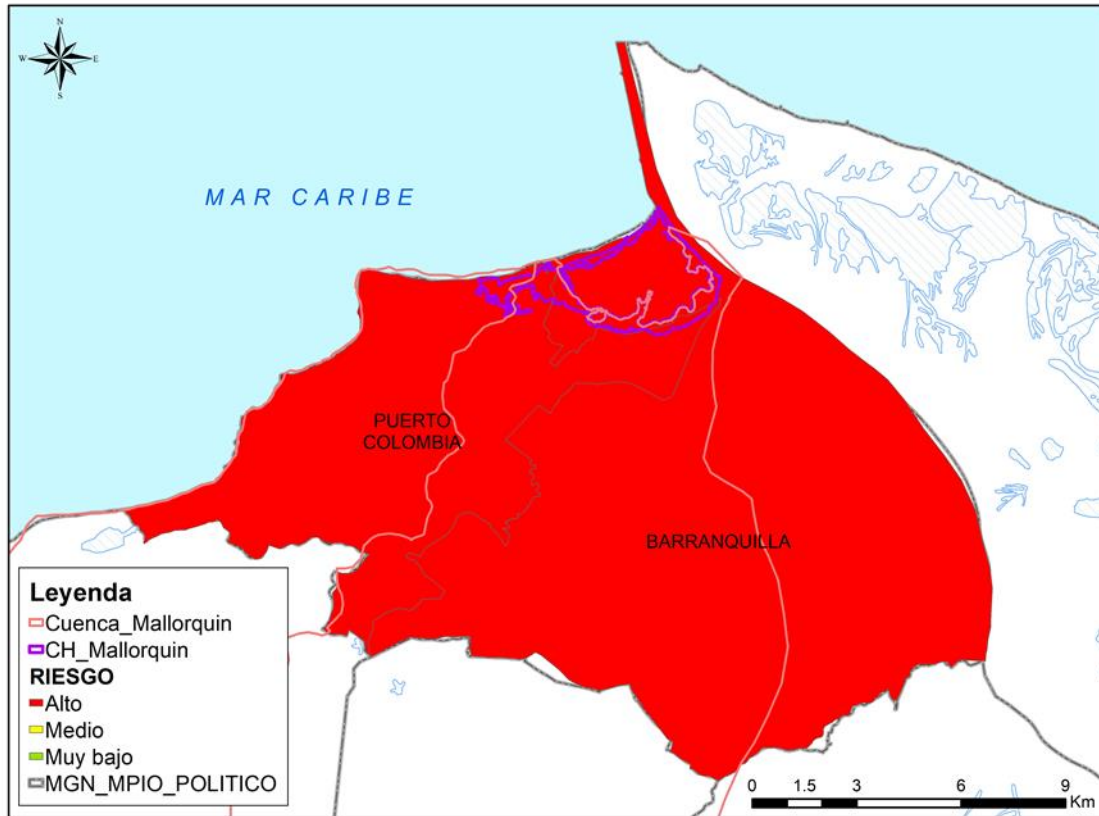 N
W E
S
MAR CARIBE
PUERTO
COLOMBIA
BARRANQUILLA
Leyenda
Cuenca_Mallorquin
CH_Mallorquin
RIESGO
Alto
Medio
Muy bajo
MGN_MPIO_POLITICO
0 1.5 3 6 9
Km